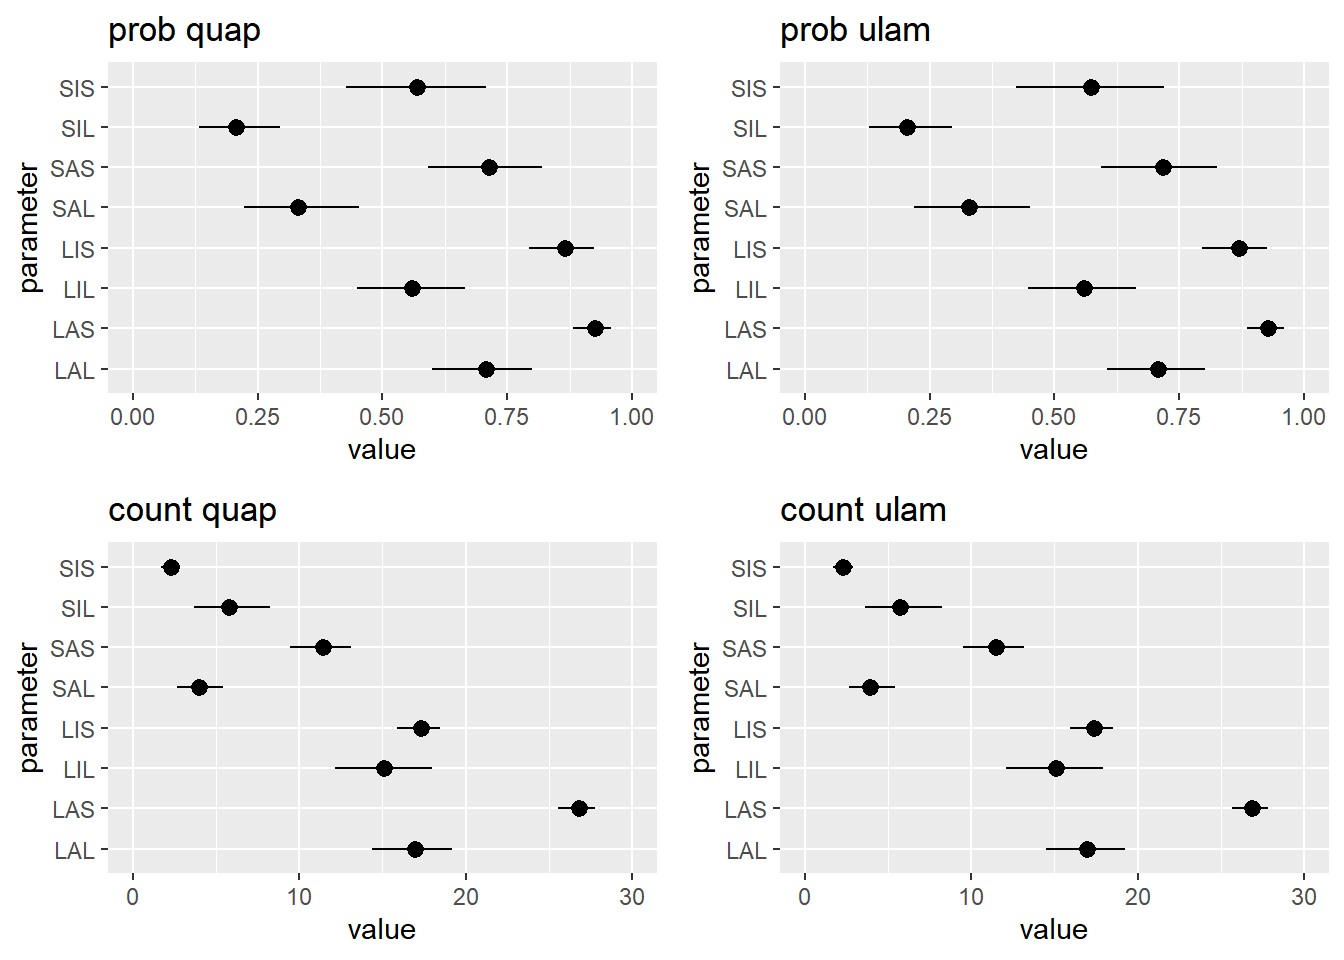 prob quap
parameter
SIS
SIL
SAS
SAL
LIS
LIL
LAS
LAL
0.00 0.25 0.50 0.75 1.00
value
prob ulam
parameter
SIS
SIL
SAS
SAL
LIS
LIL
LAS
LAL
0.00 0.25 0.50 0.75 1.00
value
count quap
parameter
SIS
SIL
SAS
SAL
LIS
LIL
LAS
LAL
0 10 20 30
value
count ulam
parameter
SIS
SIL
SAS
SAL
LIS
LIL
LAS
LAL
0 10 20 30
value